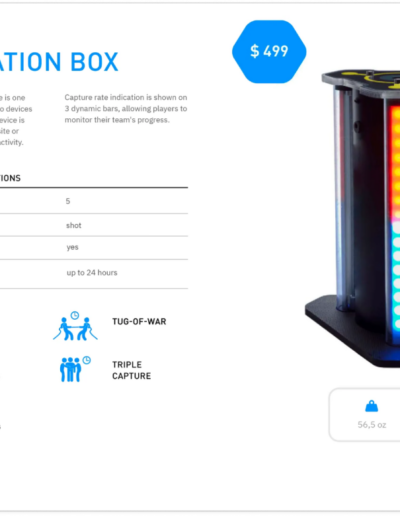 ATION BOX
$ 499
e is one
o devices
evice is
site or
activity.
Capture rate indication is shown on
3 dynamic bars, allowing players to
monitor their team's progress.
TIONS
5
shot
yes
up to 24 hours
TUG-OF-WAR
TRIPLE
CAPTURE
56,5 oz